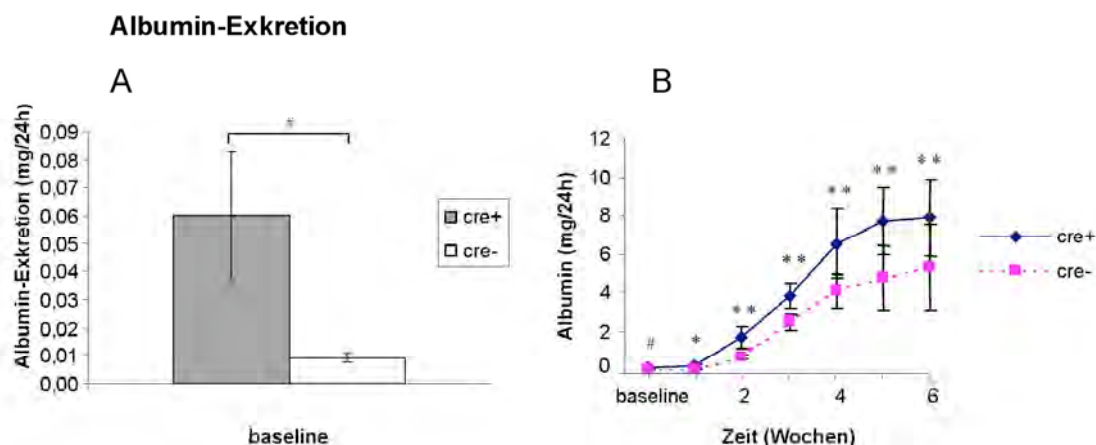 Albumin-Exkretion
A
Albumin-Exkretion (mg/24h)
0,09
0,08
0,07
0,06
0,05
0,04
0,03
0,02
0,01
0,00
*
baseline
cre+
cre-
B
Albumin (mg/24h)
12
10
8
6
4
2
0
# * ** ** ** ** **
baseline 2 4 6
Zeit (Wochen)
cre+
cre-